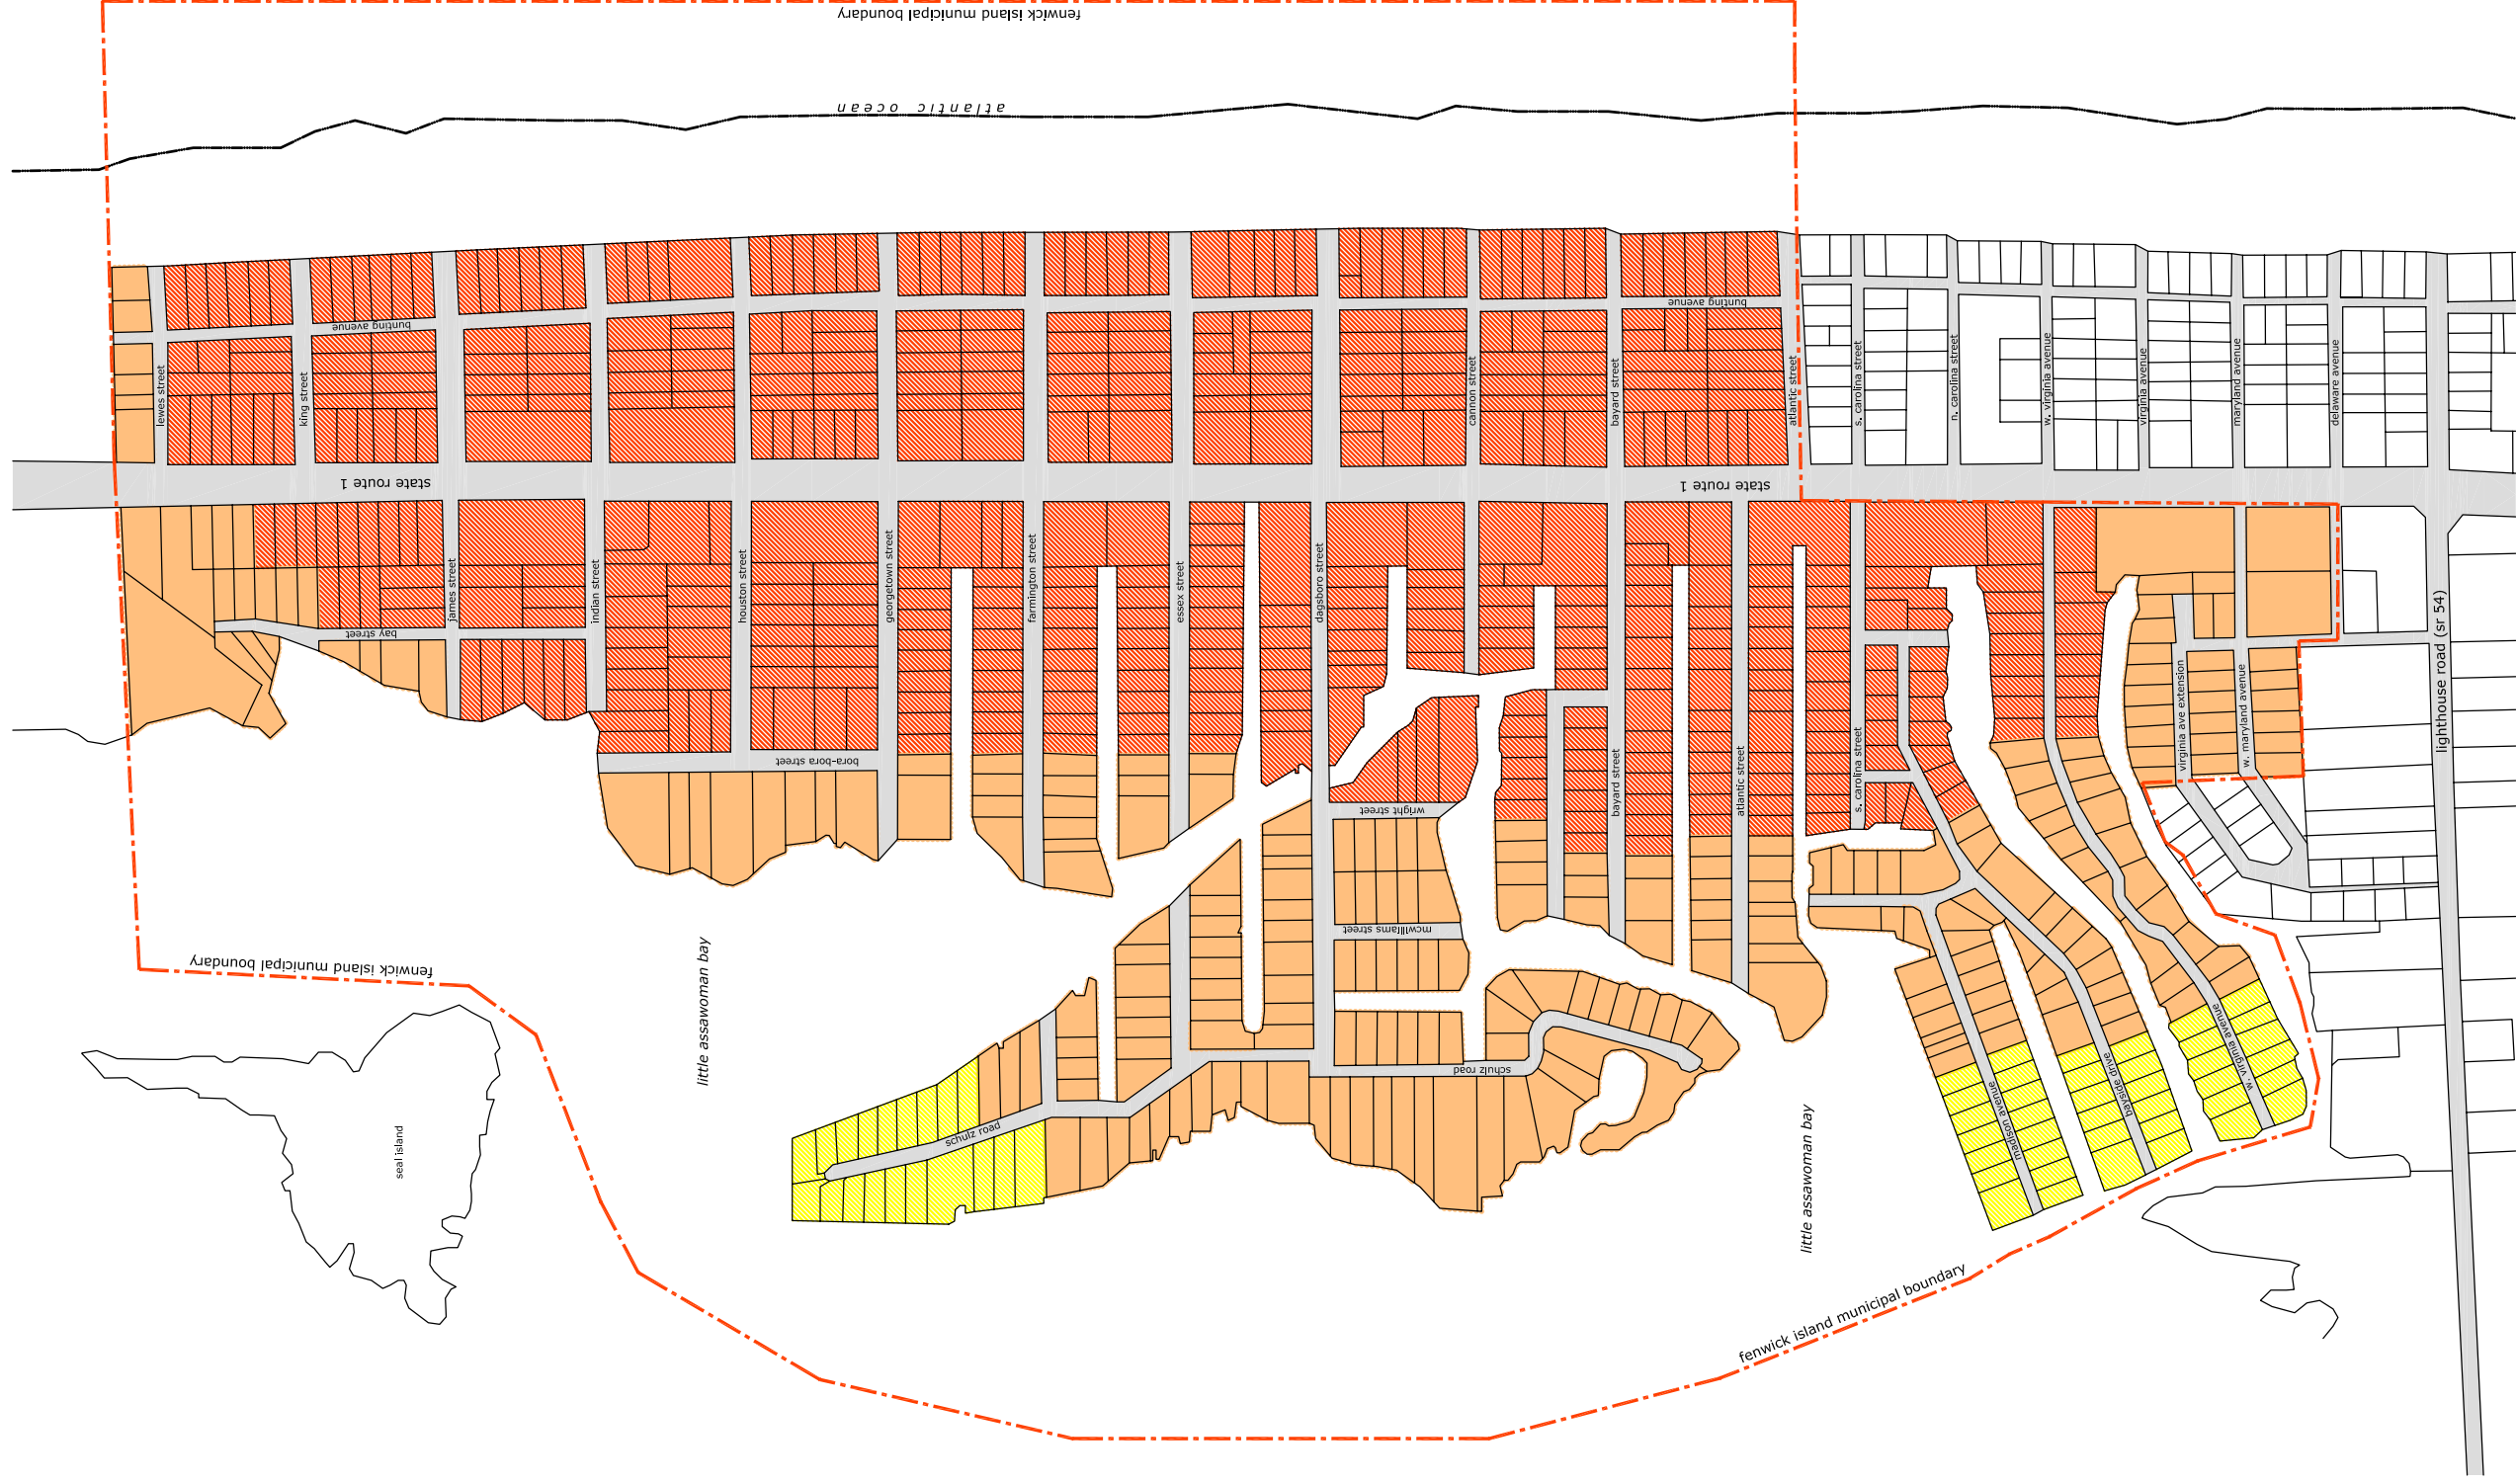 fenwick island municipal boundary
atlantic ocean
bunting avenue
bunting avenue
lewes street
king street
cannon street
bayard street
atlantic street
s. carolina street
n. carolina street
w. virginia avenue
virginia avenue
maryland avenue
delaware avenue
state route 1
state route 1
james street
indian street
houston street
georgetown street
farmington street
essex street
dagsboro street
bay street
lighthouse road (sr 54)
virginia ave extension
w. maryland avenue
bora-bora street
bayard street
atlantic street
s. carolina street
wright street
mcwilliams street
fenwick island municipal boundary
little assawoman bay
schulz road
schulz road
seal island
madison avenue
bayside drive
w. virginia avenue
little assawoman bay
fenwick island municipal boundary